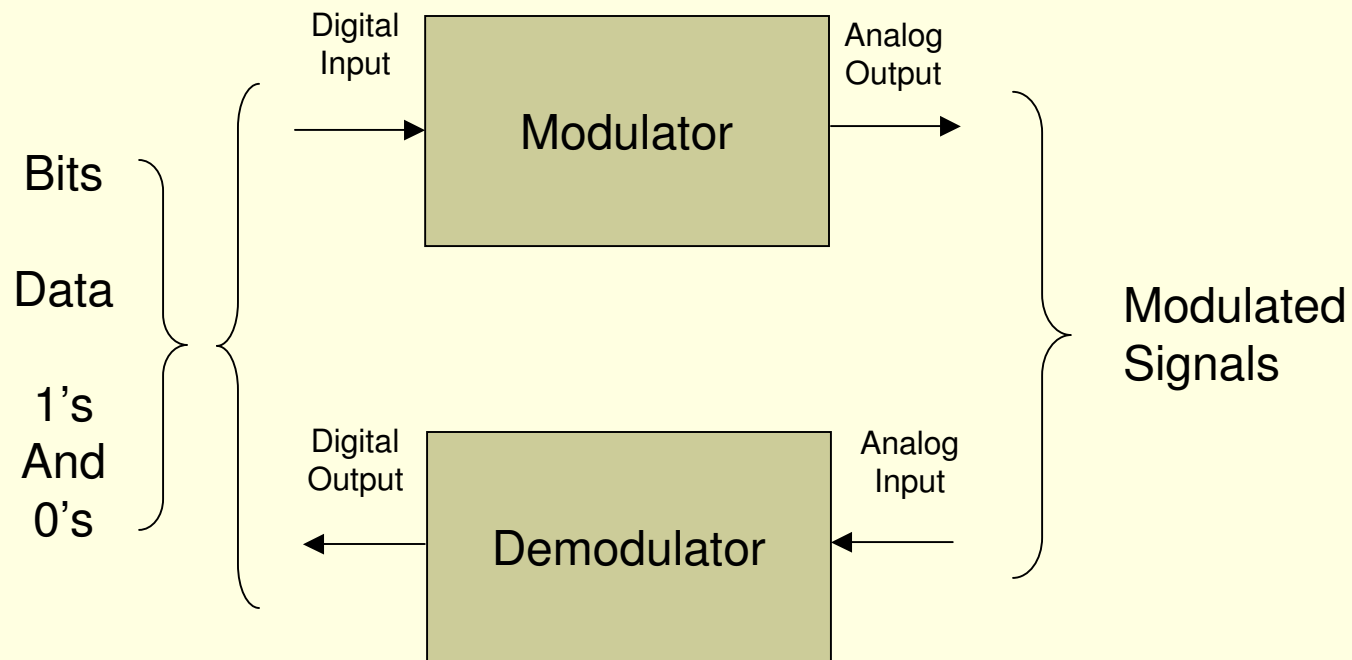 Digital
Input
Modulator
Analog
Output
Bits
Data
1's
And
0's
Modulated
Signals
Digital
Output
Demodulator
Analog
Input